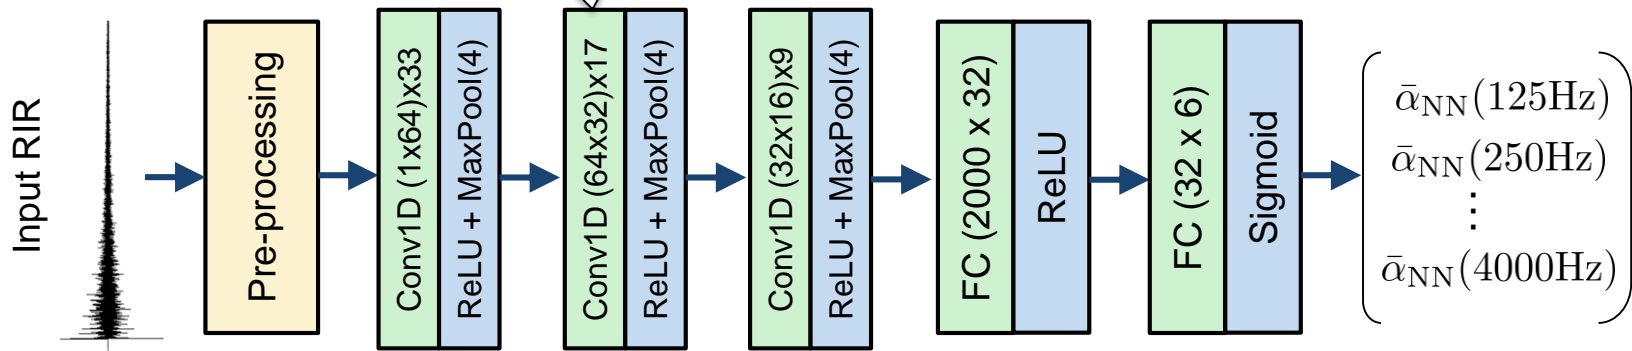 Input RIR
Pre-processing
Conv1D (1x64)x33
ReLU + MaxPool(4)
Conv1D (64x32)x17
ReLU + MaxPool(4)
Conv1D (32x16)x9
ReLU + MaxPool(4)
FC (2000 x 32)
ReLU
FC (32 x 6)
Sigmoid
ᾱNN(125Hz)
ᾱNN(250Hz)
⋮
ᾱNN(4000Hz)